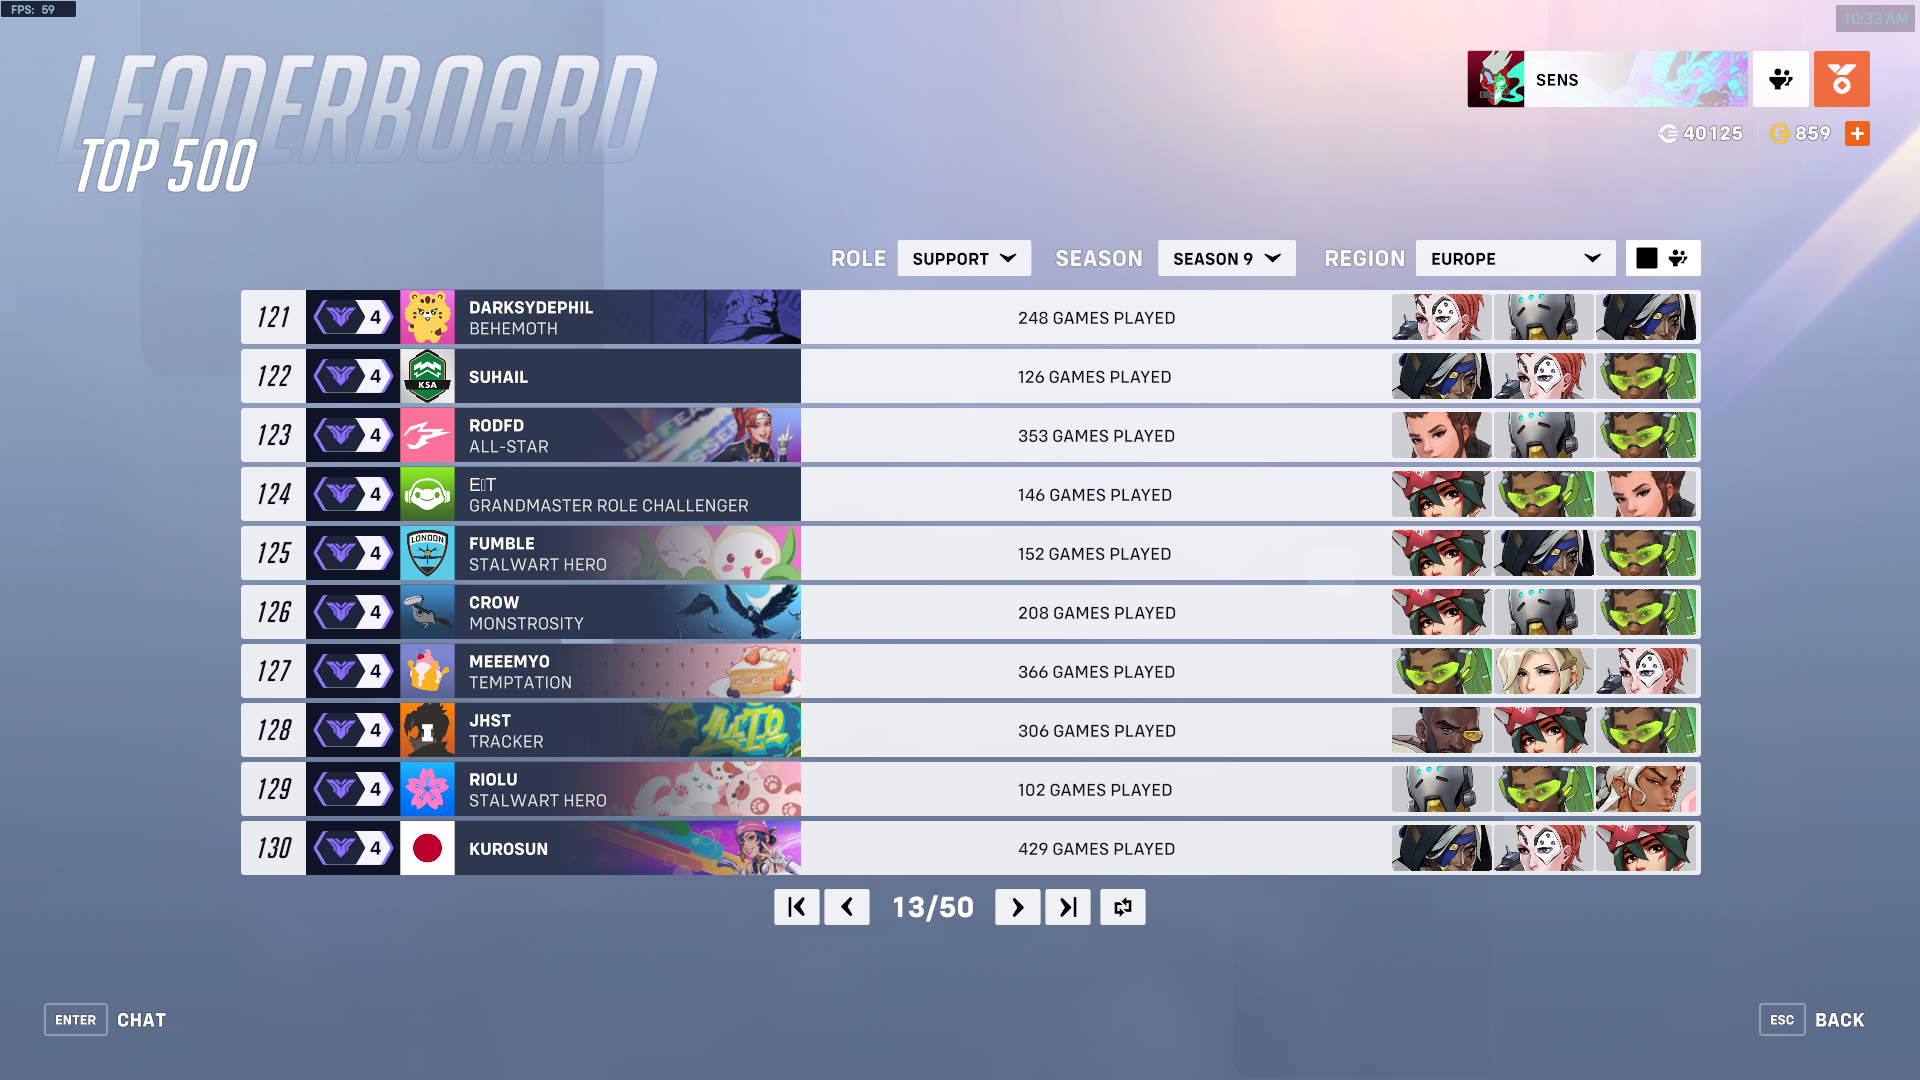 FPS: 59
10:33 AM
LEADERBOARD
TOP 500
SENS
40125
859
ROLE SUPPORT SEASON SEASON 9 REGION EUROPE
121 4 DARKSYDEPHIL 248 GAMES PLAYED
BEHEMOTH
122 4 KSA SUHAIL 126 GAMES PLAYED
123 4 RODFD 353 GAMES PLAYED
ALL-STAR
124 4 E▯T 146 GAMES PLAYED
GRANDMASTER ROLE CHALLENGER
125 4 LONDON FUMBLE 152 GAMES PLAYED
STALWART HERO
126 4 CROW 208 GAMES PLAYED
MONSTROSITY
127 4 MEEEMYO 366 GAMES PLAYED
TEMPTATION
128 4 JHST 306 GAMES PLAYED
TRACKER
129 4 RIOLU 102 GAMES PLAYED
STALWART HERO
130 4 KUROSUN 429 GAMES PLAYED
13/50
ENTER CHAT
ESC BACK